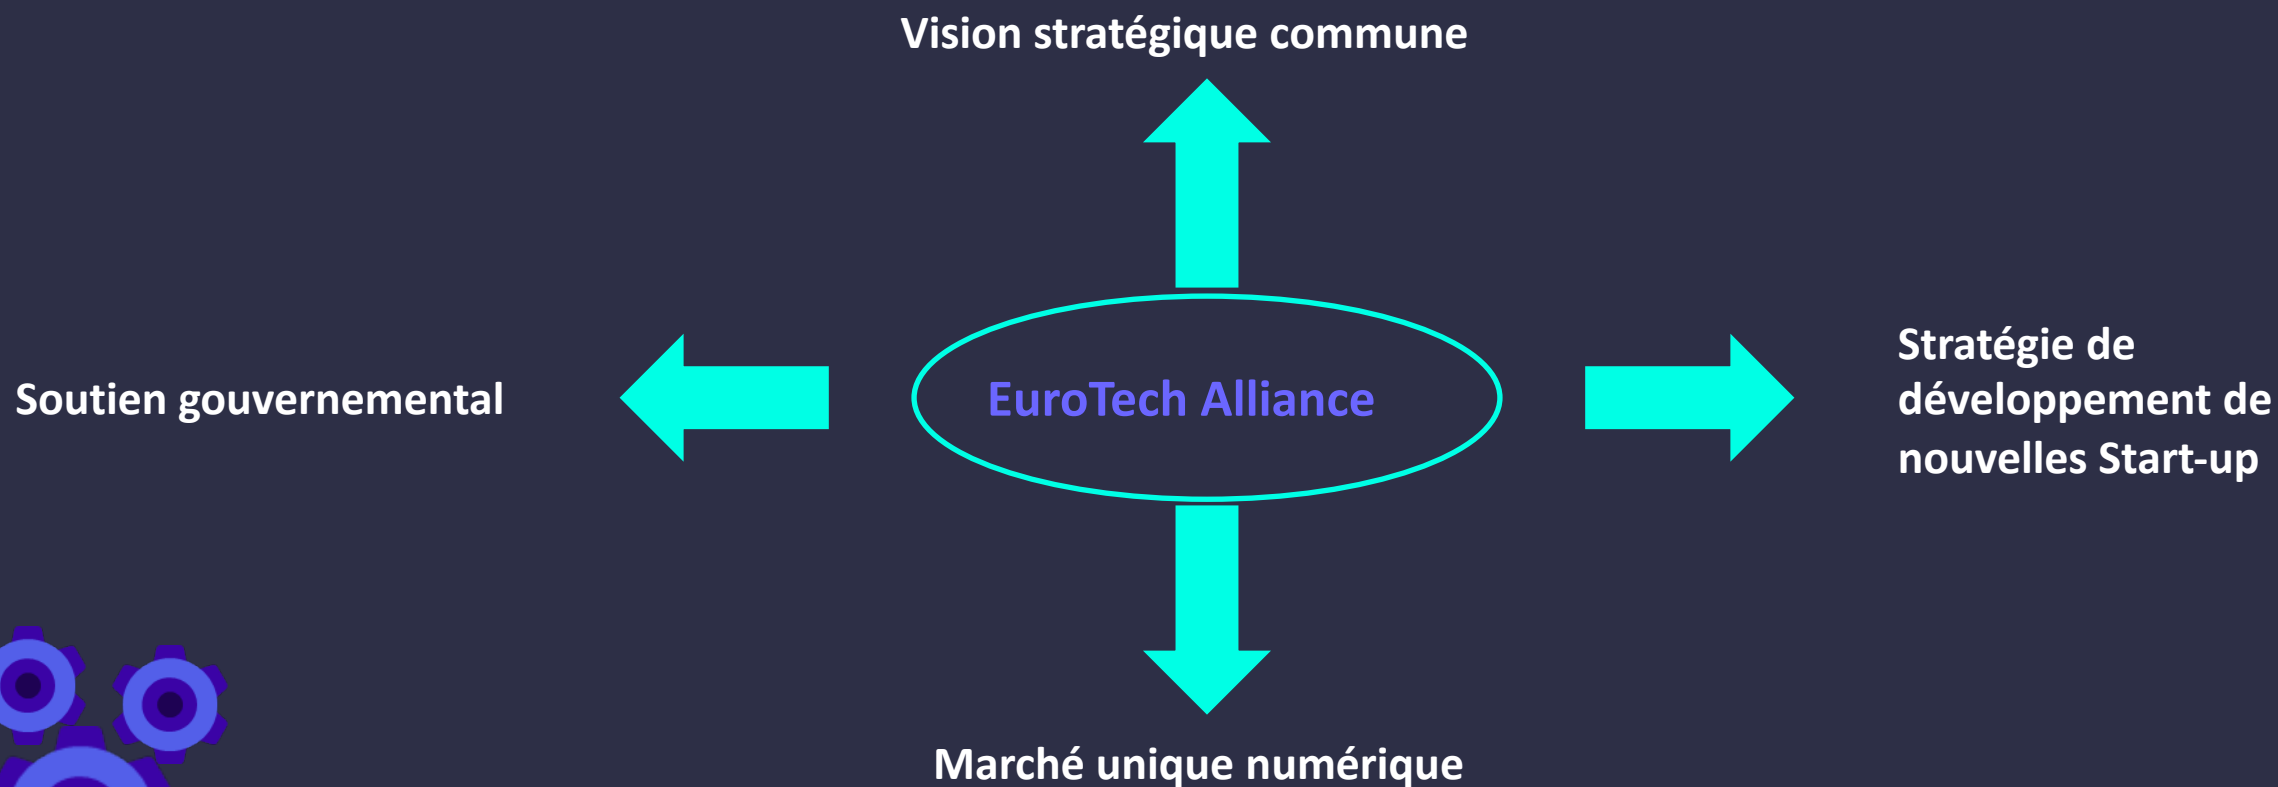 Vision stratégique commune
Soutien gouvernemental
EuroTech Alliance
Stratégie de
développement de
nouvelles Start-up
Marché unique numérique